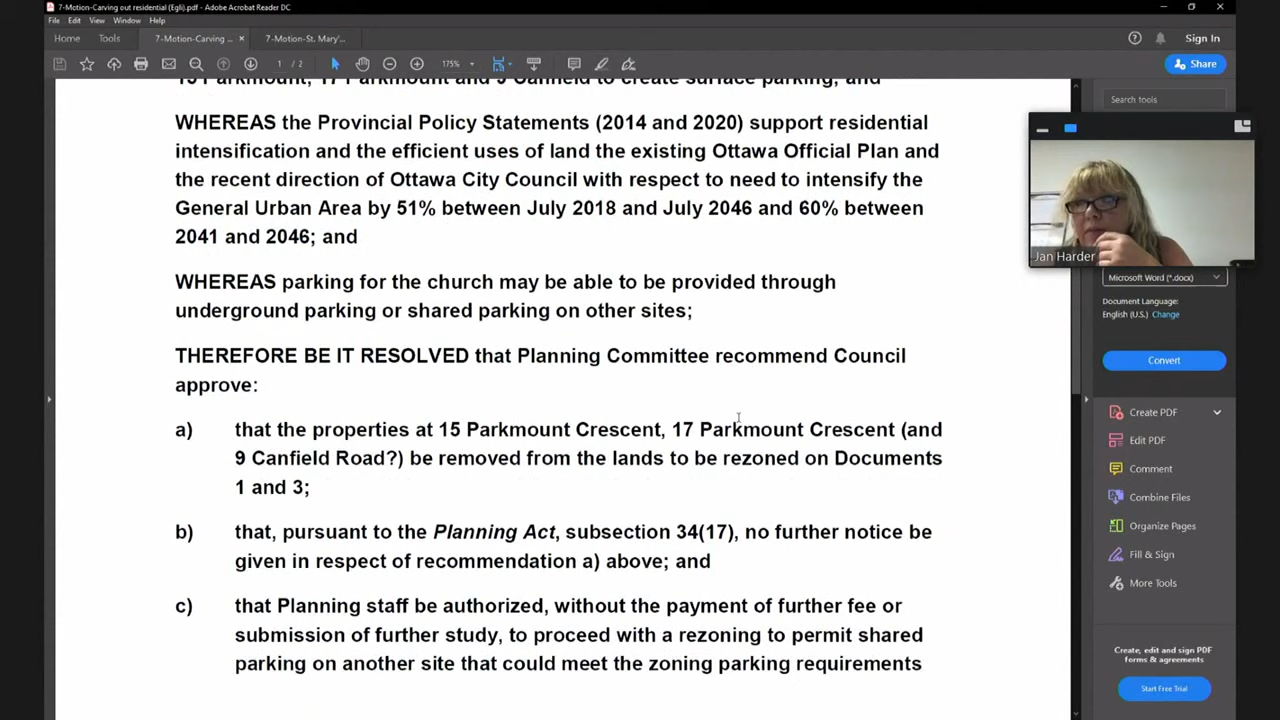 7-Motion-Carving out residential (Egli).pdf - Adobe Acrobat Reader DC
File Edit View Window Help
Home Tools 7-Motion-Carving ... × 7-Motion-St. Mary'... Sign In
1 / 2 175% Share
15 Parkmount, 17 Parkmount and 9 Canfield to create surface parking; and
WHEREAS the Provincial Policy Statements (2014 and 2020) support residential
intensification and the efficient uses of land the existing Ottawa Official Plan and
the recent direction of Ottawa City Council with respect to need to intensify the
General Urban Area by 51% between July 2018 and July 2046 and 60% between
2041 and 2046; and
WHEREAS parking for the church may be able to be provided through
underground parking or shared parking on other sites;
THEREFORE BE IT RESOLVED that Planning Committee recommend Council
approve:
a) that the properties at 15 Parkmount Crescent, 17 Parkmount Crescent (and
9 Canfield Road?) be removed from the lands to be rezoned on Documents
1 and 3;
b) that, pursuant to the Planning Act, subsection 34(17), no further notice be
given in respect of recommendation a) above; and
c) that Planning staff be authorized, without the payment of further fee or
submission of further study, to proceed with a rezoning to permit shared
parking on another site that could meet the zoning parking requirements
Search tools
Jan Harder
Microsoft Word (*.docx)
Document Language:
English (U.S.) Change
Convert
Create PDF
Edit PDF
Comment
Combine Files
Organize Pages
Fill & Sign
More Tools
Create, edit and sign PDF
forms & agreements
Start Free Trial